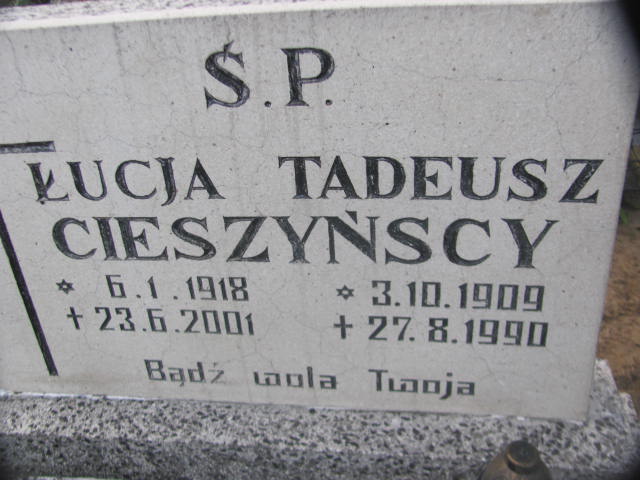 Ś.P.
ŁUCJA TADEUSZ
CIESZYŃSCY
* 6.1.1918 * 3.10.1909
+ 23.6.2001 + 27.8.1990
Bądź wola Twoja